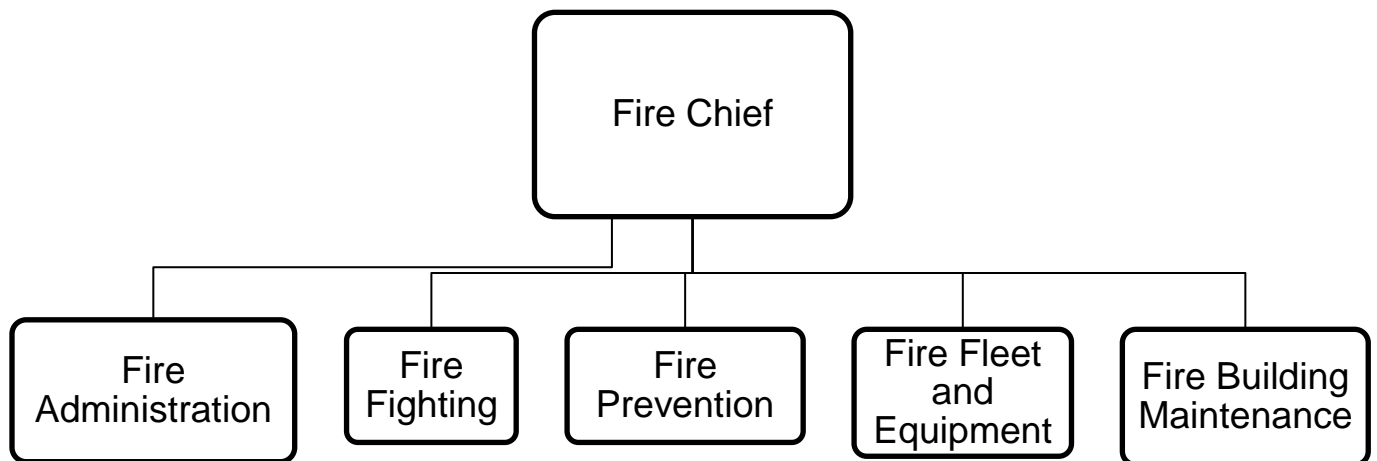 Fire Chief
Fire
Administration
Fire
Fighting
Fire
Prevention
Fire Fleet
and
Equipment
Fire Building
Maintenance